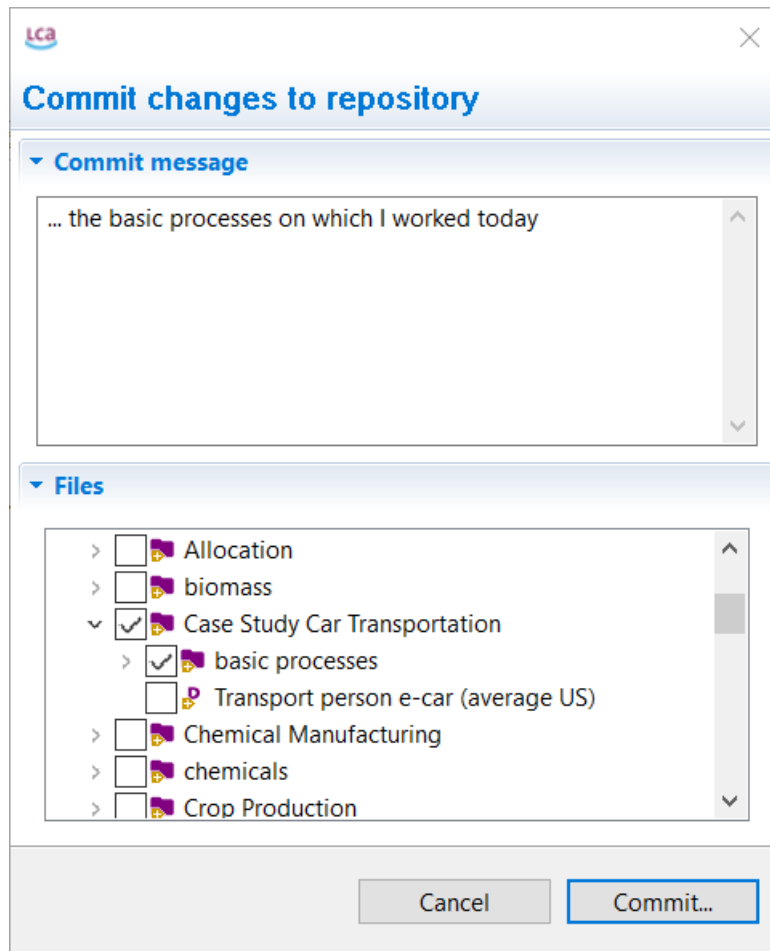 LCA
Commit changes to repository
Commit message
... the basic processes on which I worked today
Files
Allocation
biomass
Case Study Car Transportation
basic processes
P Transport person e-car (average US)
Chemical Manufacturing
chemicals
Crop Production
Cancel
Commit...